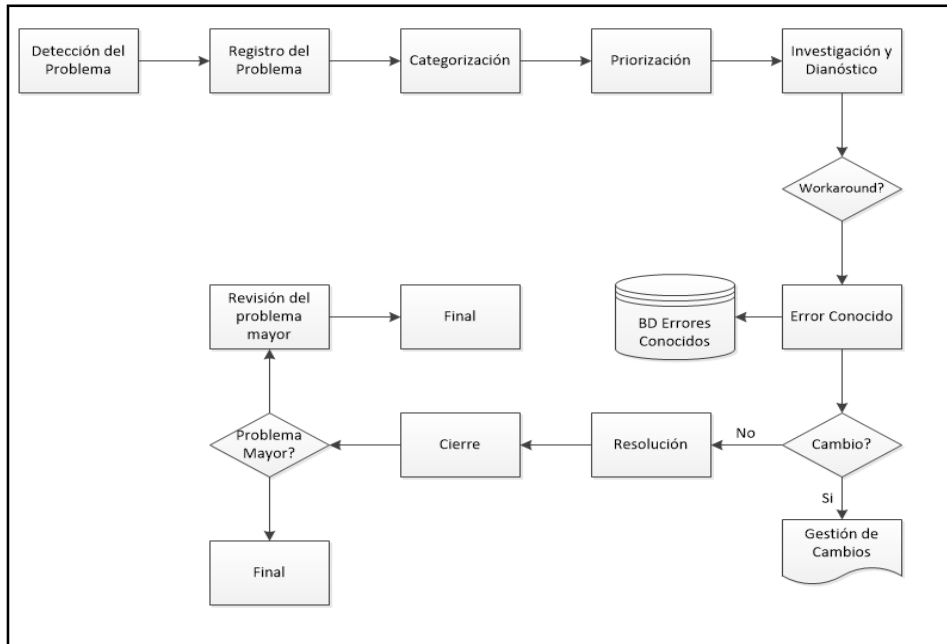 Detección del
Problema
Registro del
Problema
Categorización
Priorización
Investigación y
Dianóstico
Workaround?
Revisión del
problema
mayor
Final
BD Errores
Conocidos
Error Conocido
Problema
Mayor?
Cierre
Resolución
No
Cambio?
Si
Gestión de
Cambios
Final